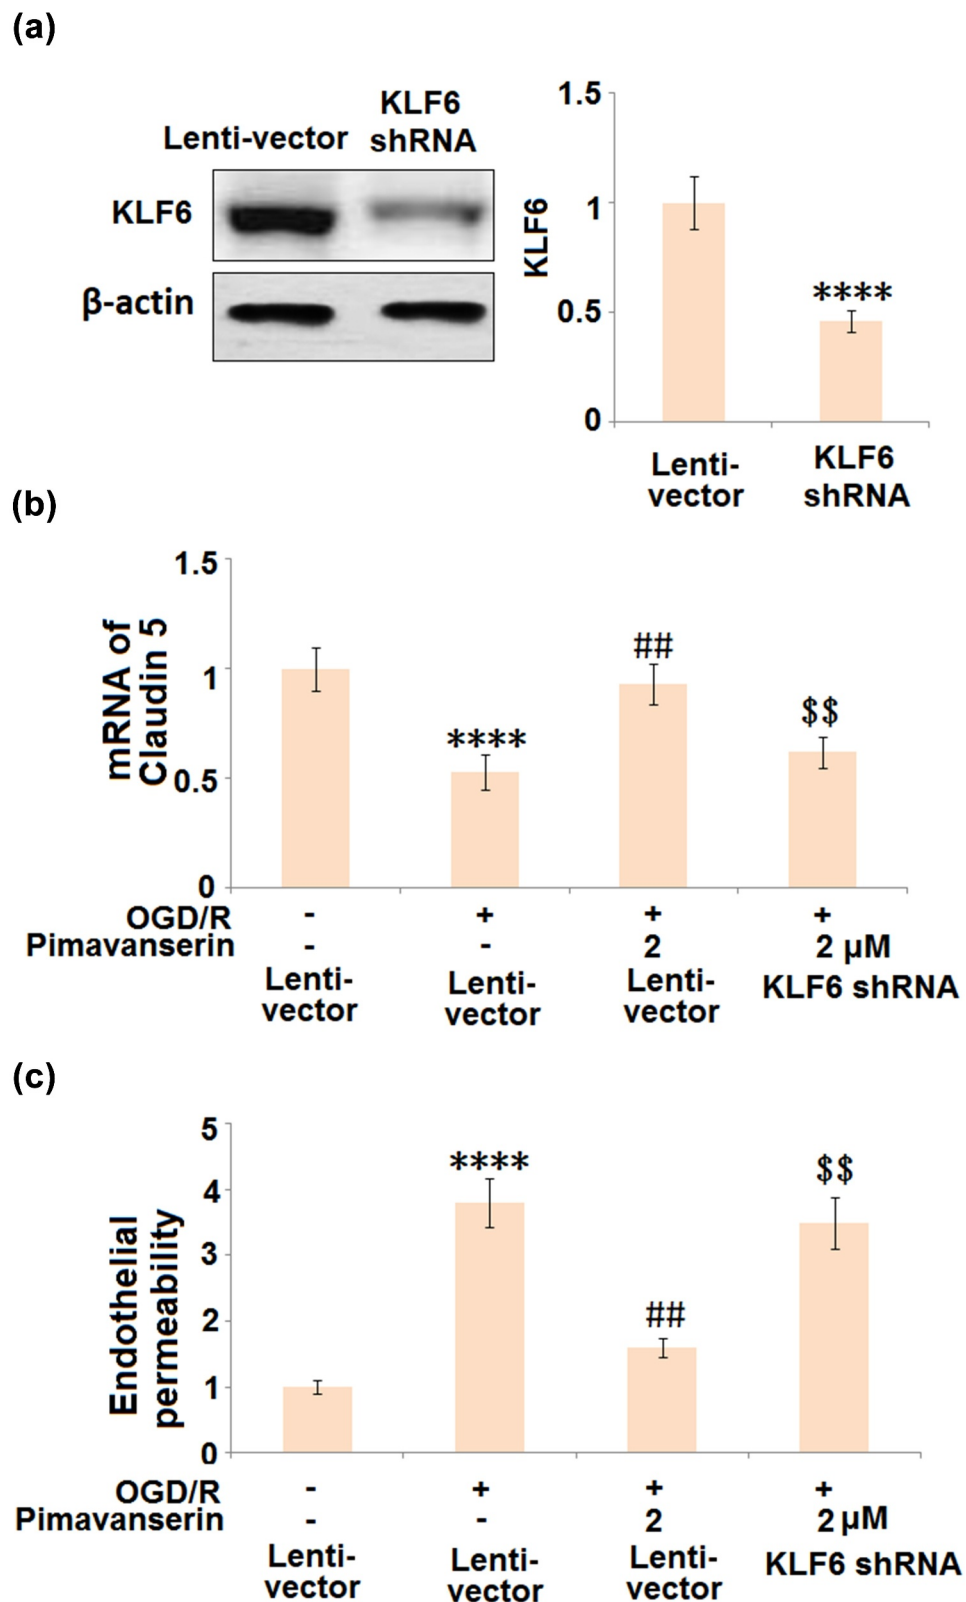 (a)
Lenti-vector
KLF6
shRNA
KLF6
β-actin
KLF6
1.5
1
0.5
0
****
Lenti-
vector
KLF6
shRNA
(b)
mRNA of
Claudin 5
1.5
1
0.5
0
****
##
$$
OGD/R - + + +
Pimavanserin - - 2 2 μM
Lenti-
vector
Lenti-
vector
Lenti-
vector
KLF6 shRNA
(c)
Endothelial
permeability
5
4
3
2
1
0
****
##
$$
OGD/R - + + +
Pimavanserin - - 2 2 μM
Lenti-
vector
Lenti-
vector
Lenti-
vector
KLF6 shRNA